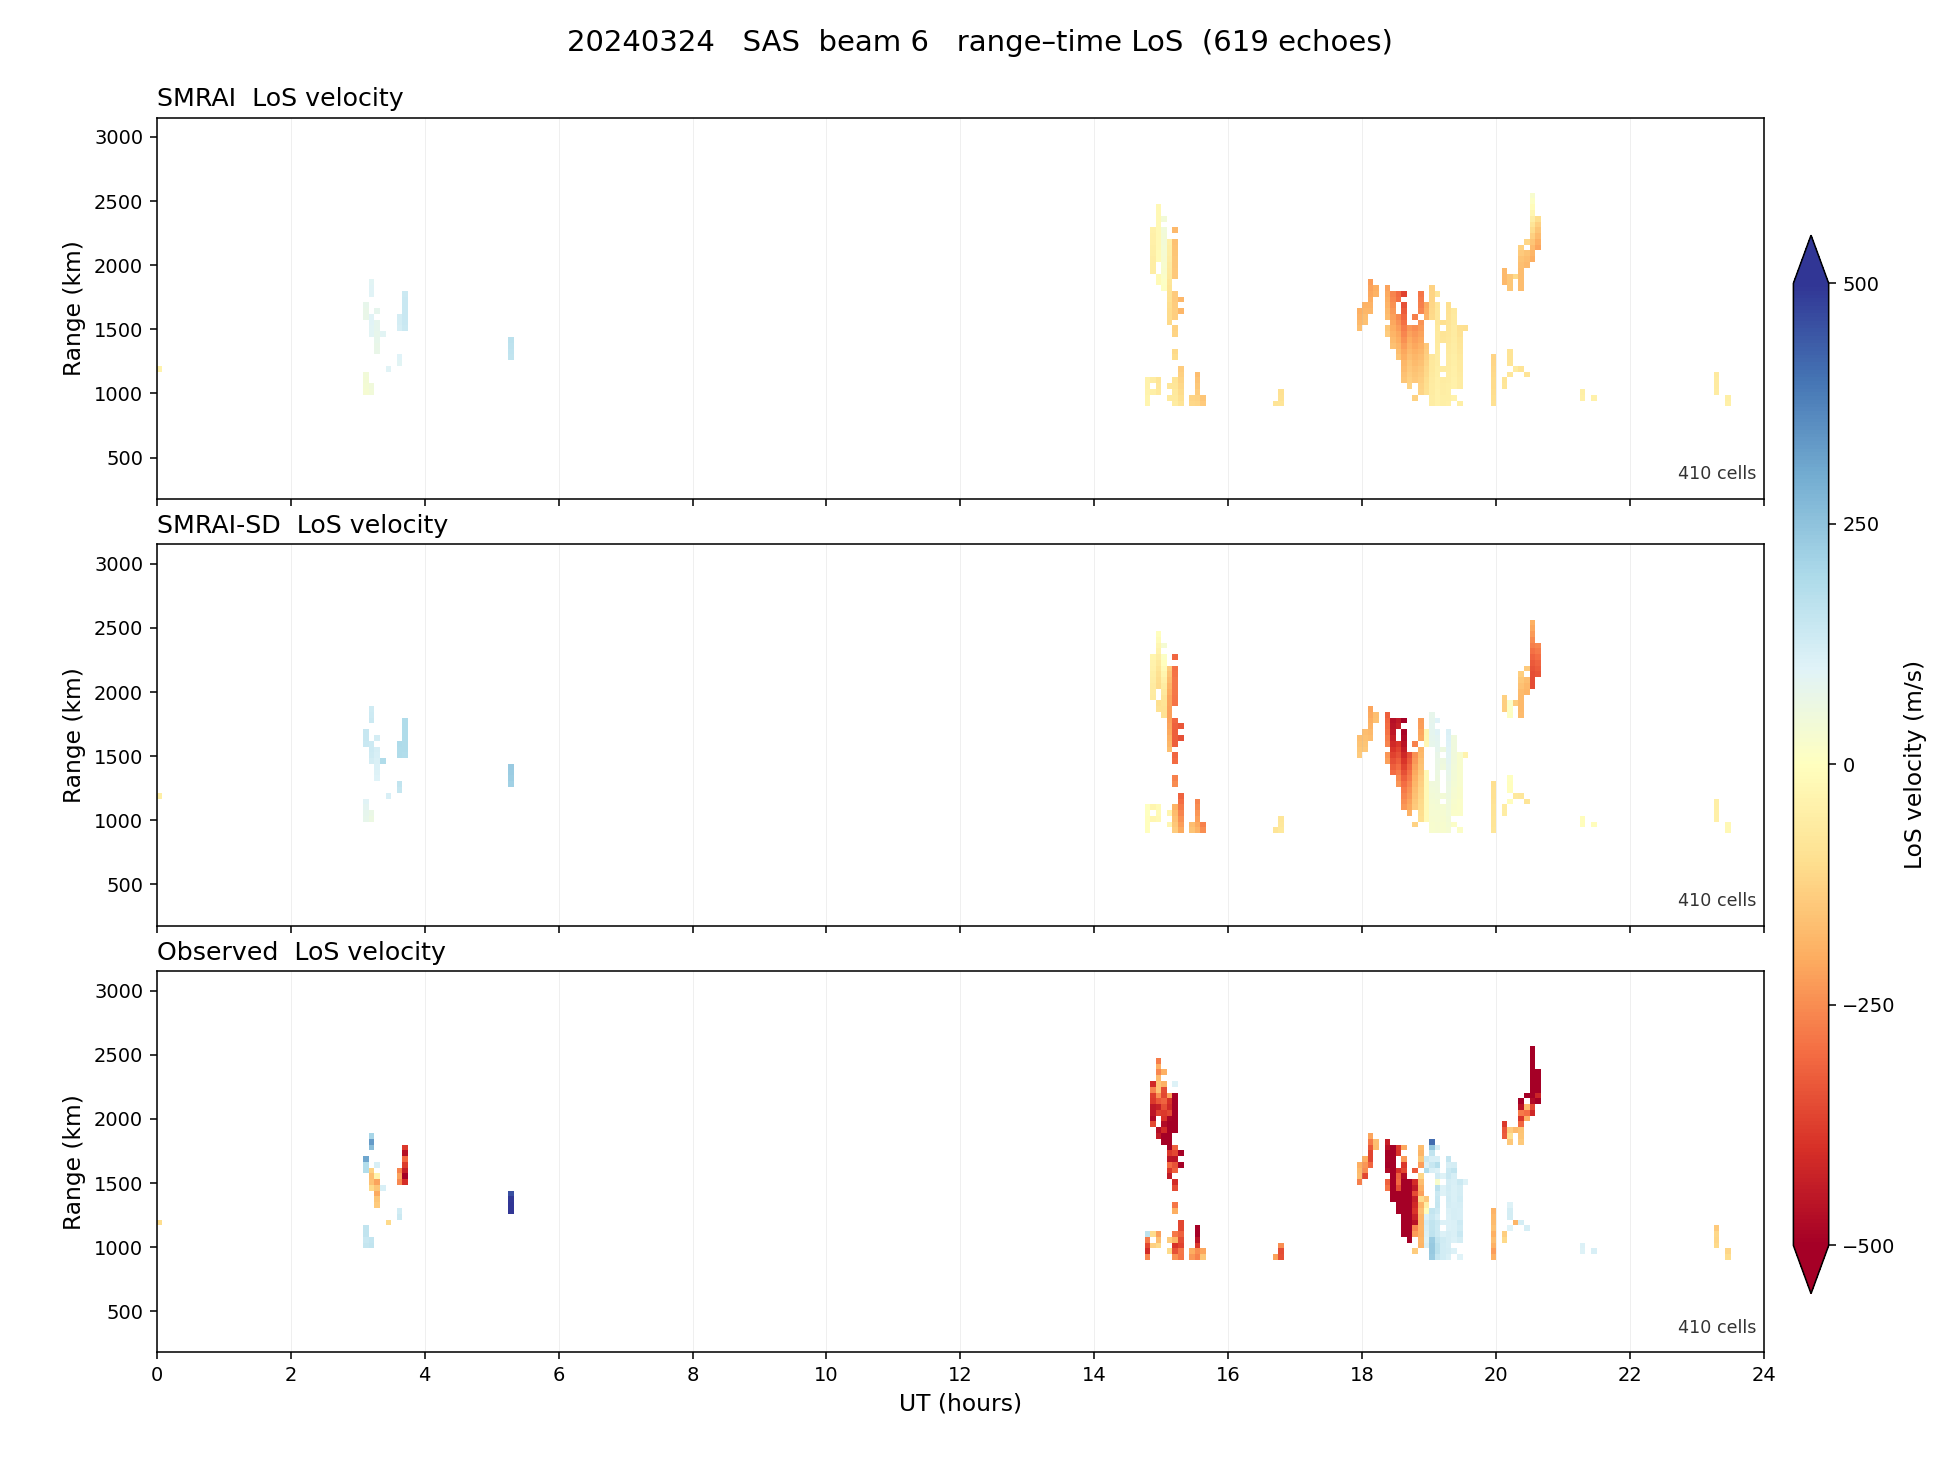 20240324   SAS  beam 6   range–time LoS  (619 echoes)
SMRAI  LoS velocity
3000
2500
2000
1500
1000
500
Range (km)
410 cells
SMRAI-SD  LoS velocity
3000
2500
2000
1500
1000
500
Range (km)
410 cells
Observed  LoS velocity
3000
2500
2000
1500
1000
500
Range (km)
410 cells
0 2 4 6 8 10 12 14 16 18 20 22 24
UT (hours)
500
250
0
−250
−500
LoS velocity (m/s)